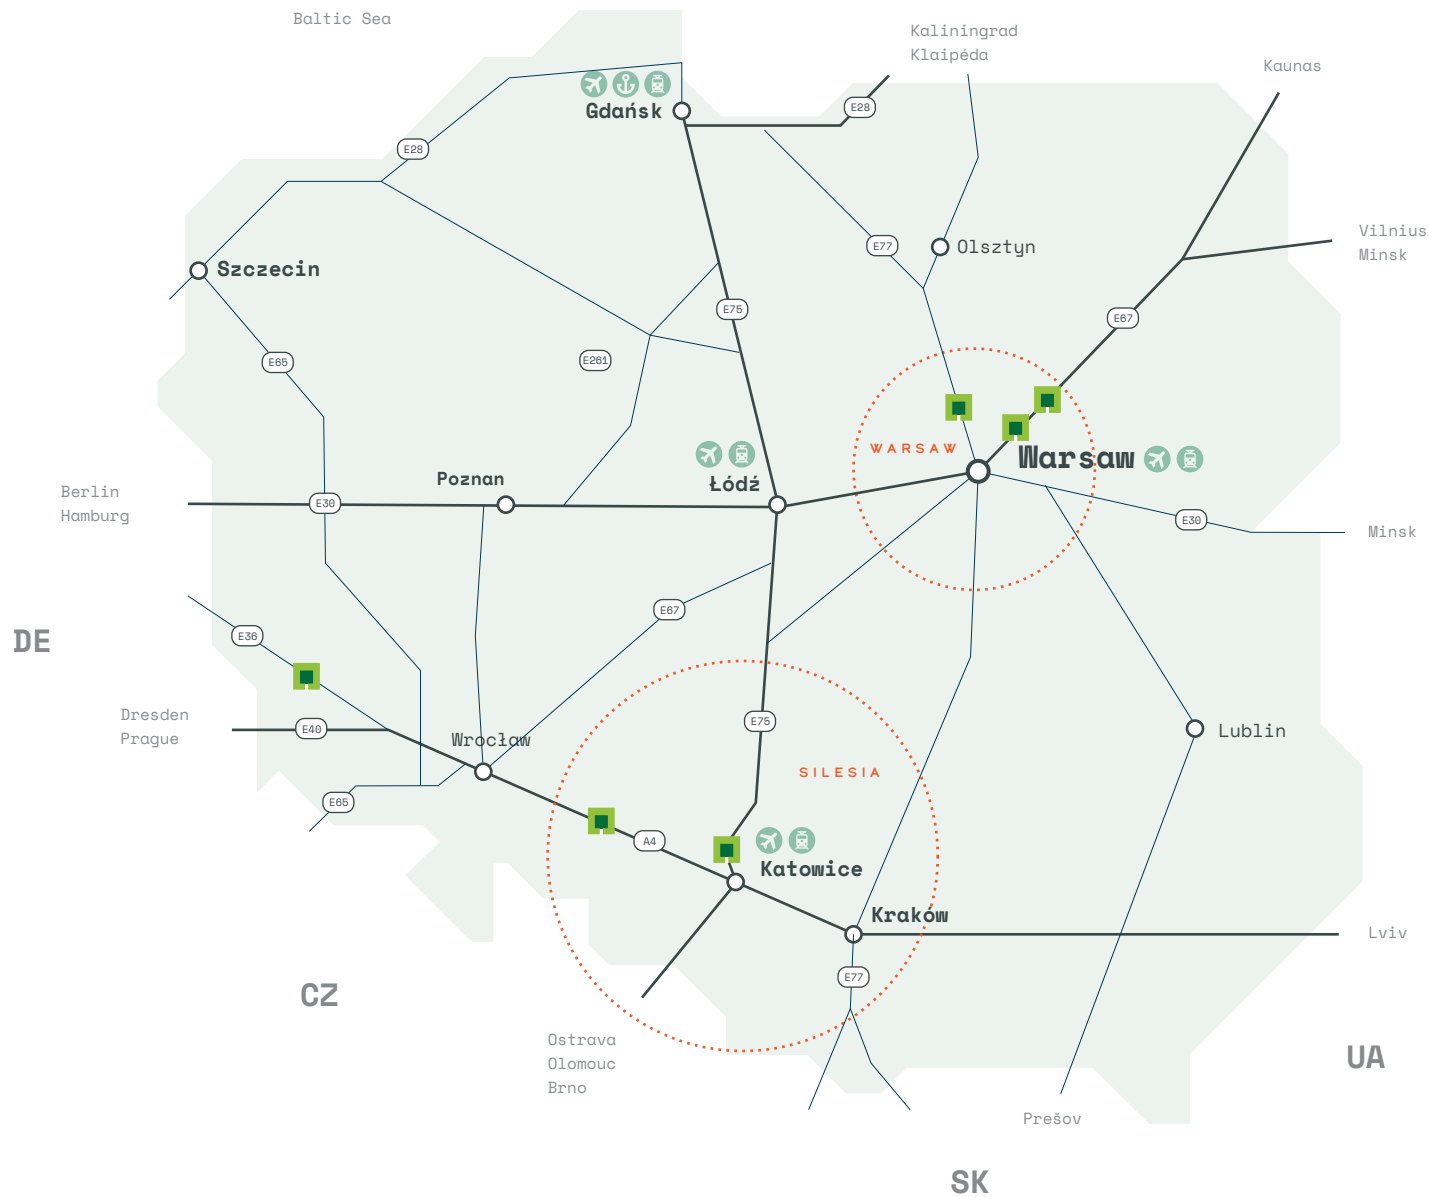 Baltic Sea
Kaliningrad
Klaipéda
Kaunas
Gdańsk
E28
E28
Vilnius
Minsk
E77
Olsztyn
Szczecin
E75
E67
E65
E261
WARSAW
Warsaw
Poznan
Łódź
Berlin
Hamburg
E30
E30
Minsk
E67
E36
DE
Dresden
Prague
E40
Wrocław
E75
Lublin
SILESIA
E65
A4
Katowice
Kraków
Lviv
E77
CZ
Ostrava
Olomouc
Brno
UA
Prešov
SK